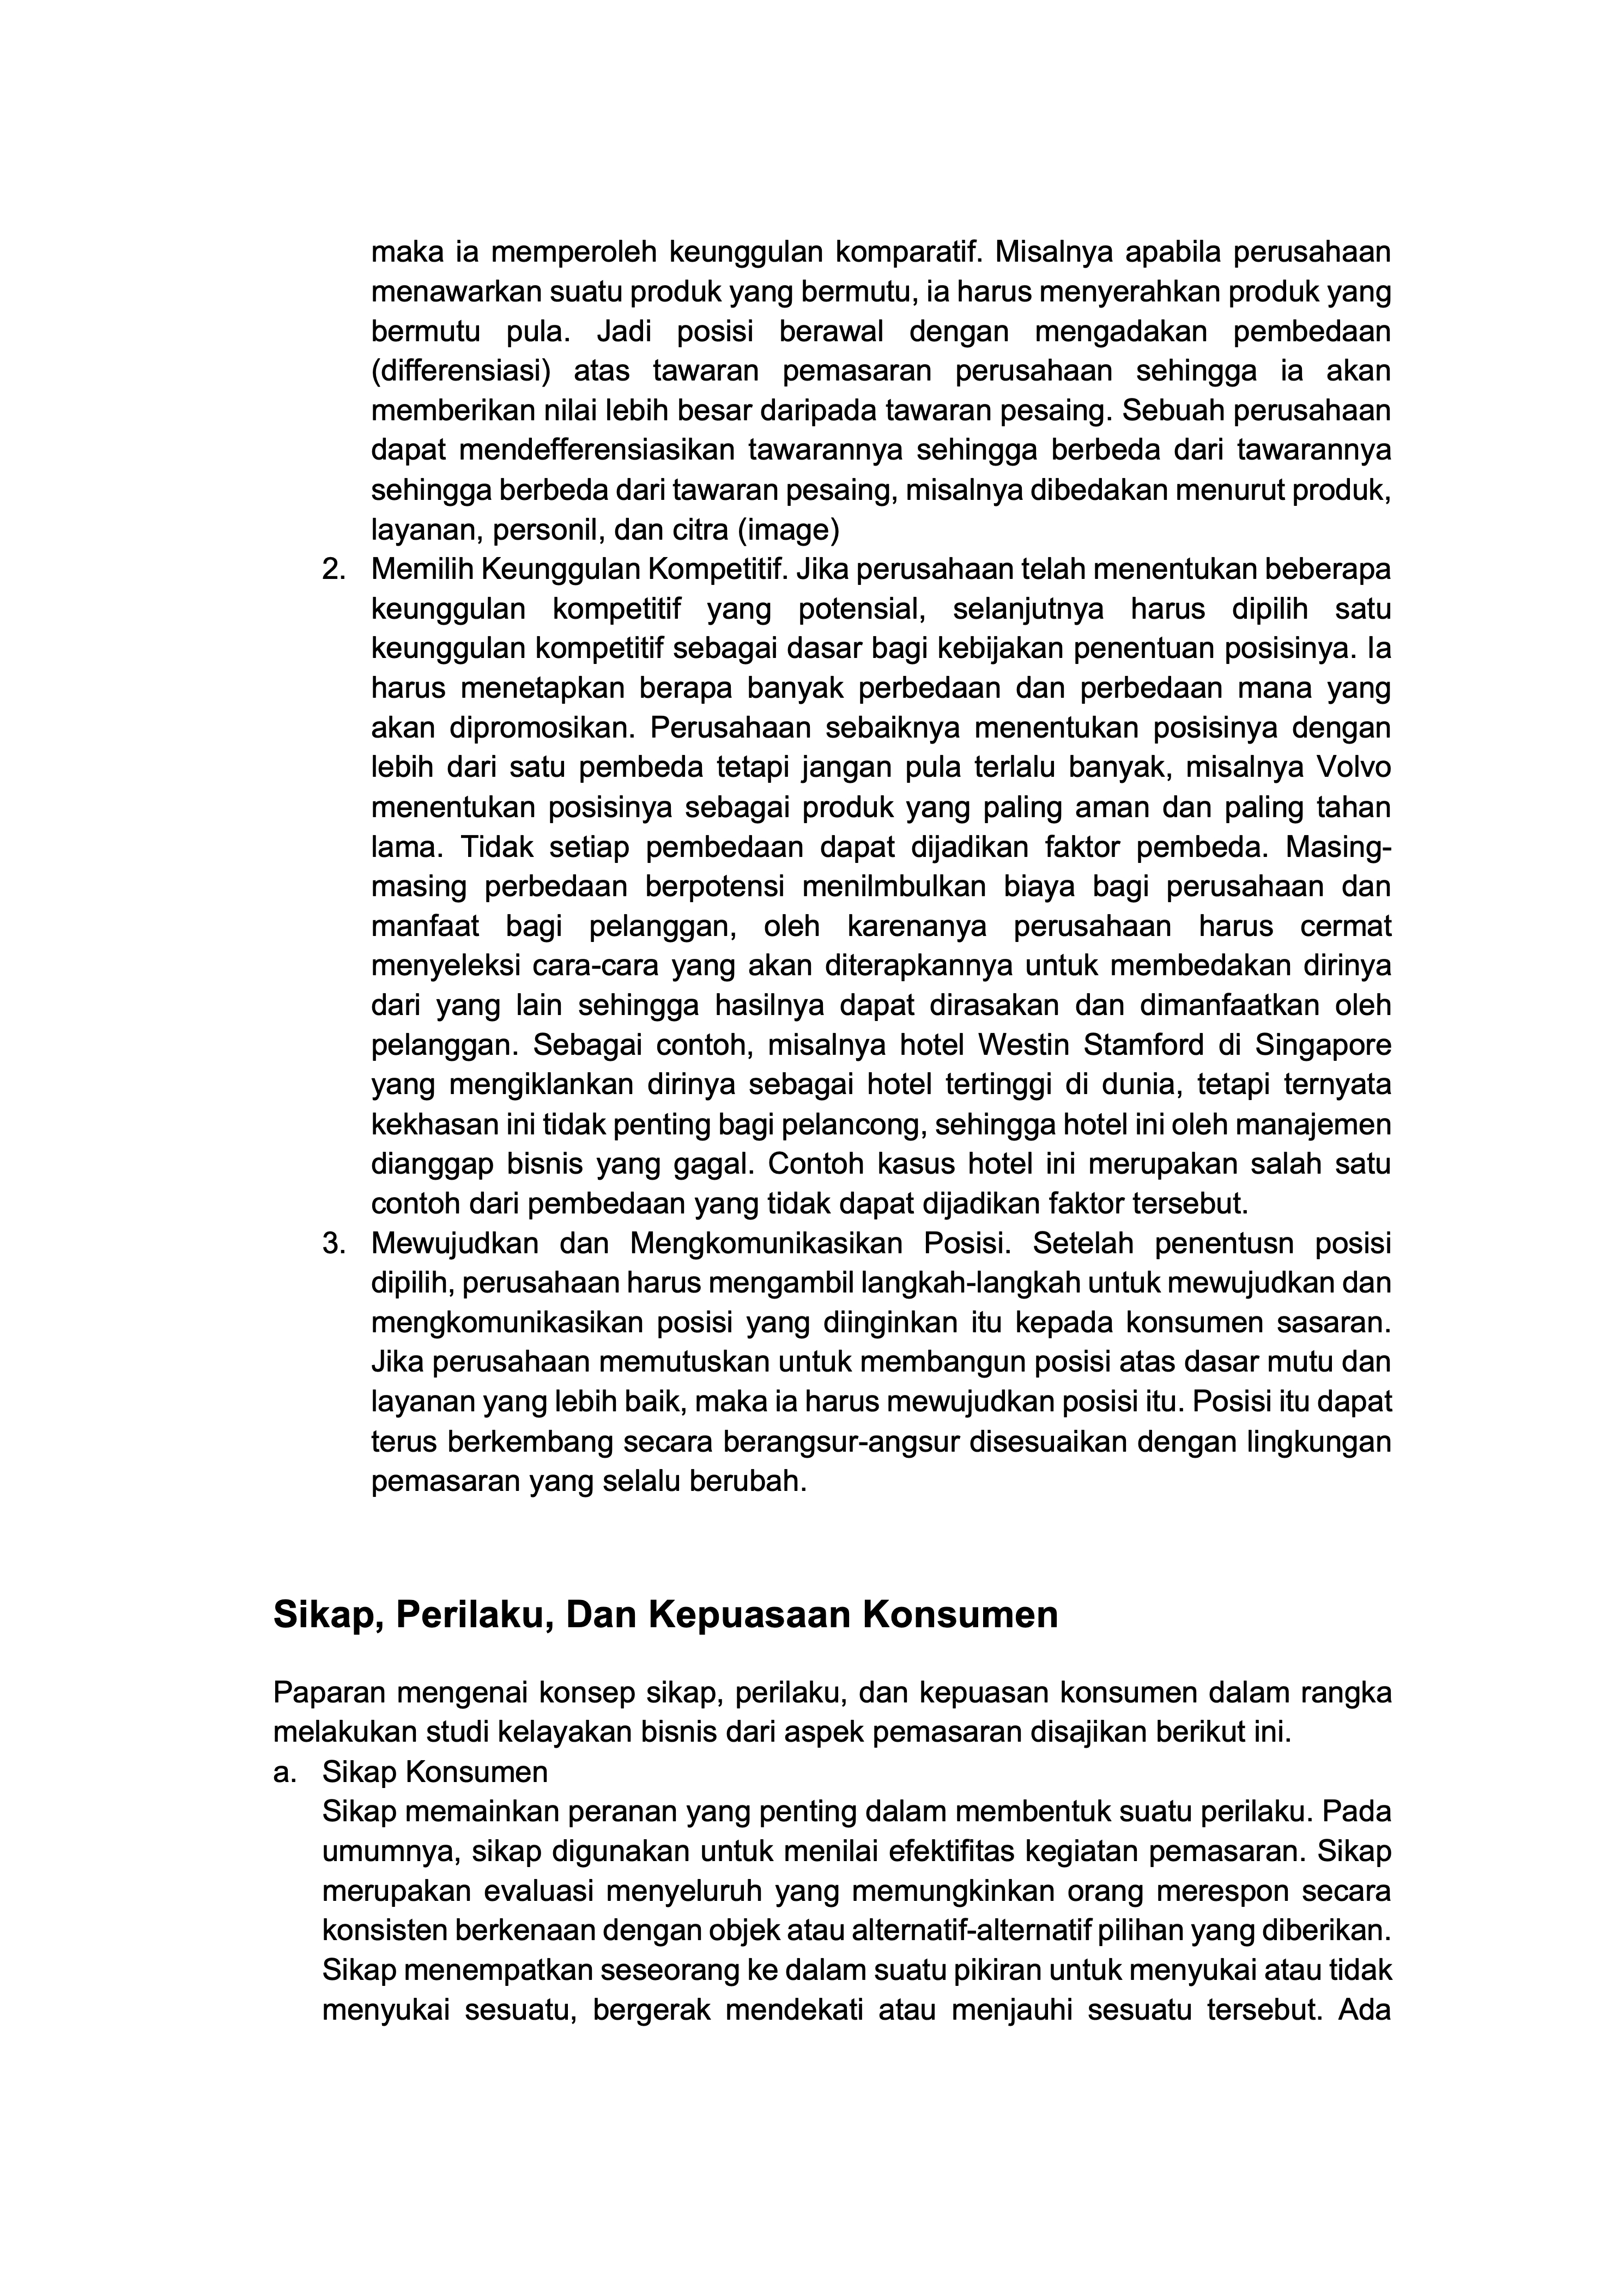 maka ia memperoleh keunggulan komparatif. Misalnya apabila perusahaan
menawarkan suatu produk yang bermutu, ia harus menyerahkan produk yang
bermutu pula. Jadi posisi berawal dengan mengadakan pembedaan
(differensiasi) atas tawaran pemasaran perusahaan sehingga ia akan
memberikan nilai lebih besar daripada tawaran pesaing. Sebuah perusahaan
dapat mendefferensiasikan tawarannya sehingga berbeda dari tawarannya
sehingga berbeda dari tawaran pesaing, misalnya dibedakan menurut produk,
layanan, personil, dan citra (image)
2. Memilih Keunggulan Kompetitif. Jika perusahaan telah menentukan beberapa
keunggulan kompetitif yang potensial, selanjutnya harus dipilih satu
keunggulan kompetitif sebagai dasar bagi kebijakan penentuan posisinya. Ia
harus menetapkan berapa banyak perbedaan dan perbedaan mana yang
akan dipromosikan. Perusahaan sebaiknya menentukan posisinya dengan
lebih dari satu pembeda tetapi jangan pula terlalu banyak, misalnya Volvo
menentukan posisinya sebagai produk yang paling aman dan paling tahan
lama. Tidak setiap pembedaan dapat dijadikan faktor pembeda. Masing-
masing perbedaan berpotensi menilmbulkan biaya bagi perusahaan dan
manfaat bagi pelanggan, oleh karenanya perusahaan harus cermat
menyeleksi cara-cara yang akan diterapkannya untuk membedakan dirinya
dari yang lain sehingga hasilnya dapat dirasakan dan dimanfaatkan oleh
pelanggan. Sebagai contoh, misalnya hotel Westin Stamford di Singapore
yang mengiklankan dirinya sebagai hotel tertinggi di dunia, tetapi ternyata
kekhasan ini tidak penting bagi pelancong, sehingga hotel ini oleh manajemen
dianggap bisnis yang gagal. Contoh kasus hotel ini merupakan salah satu
contoh dari pembedaan yang tidak dapat dijadikan faktor tersebut.
3. Mewujudkan dan Mengkomunikasikan Posisi. Setelah penentusn posisi
dipilih, perusahaan harus mengambil langkah-langkah untuk mewujudkan dan
mengkomunikasikan posisi yang diinginkan itu kepada konsumen sasaran.
Jika perusahaan memutuskan untuk membangun posisi atas dasar mutu dan
layanan yang lebih baik, maka ia harus mewujudkan posisi itu. Posisi itu dapat
terus berkembang secara berangsur-angsur disesuaikan dengan lingkungan
pemasaran yang selalu berubah.
Sikap, Perilaku, Dan Kepuasaan Konsumen
Paparan mengenai konsep sikap, perilaku, dan kepuasan konsumen dalam rangka
melakukan studi kelayakan bisnis dari aspek pemasaran disajikan berikut ini.
a. Sikap Konsumen
Sikap memainkan peranan yang penting dalam membentuk suatu perilaku. Pada
umumnya, sikap digunakan untuk menilai efektifitas kegiatan pemasaran. Sikap
merupakan evaluasi menyeluruh yang memungkinkan orang merespon secara
konsisten berkenaan dengan objek atau alternatif-alternatif pilihan yang diberikan.
Sikap menempatkan seseorang ke dalam suatu pikiran untuk menyukai atau tidak
menyukai sesuatu, bergerak mendekati atau menjauhi sesuatu tersebut. Ada